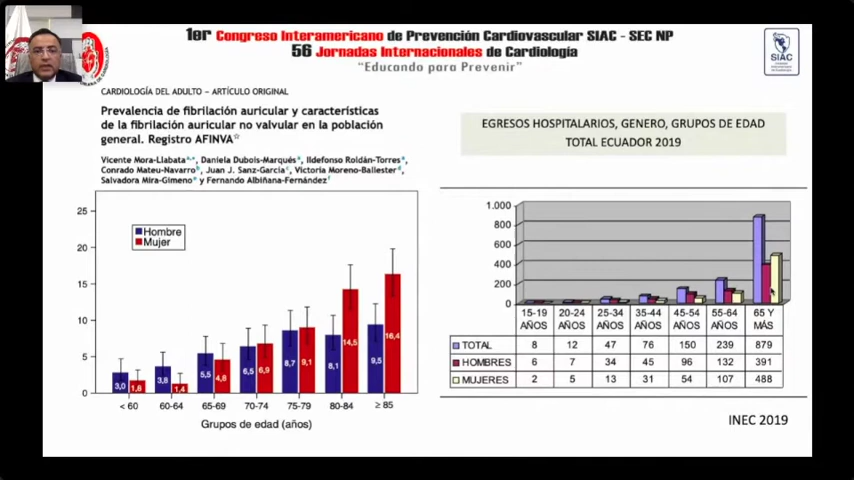 1er Congreso Interamericano de Prevención Cardiovascular SIAC - SEC NP
56 Jornadas Internacionales de Cardiología
"Educando para Prevenir"
SIAC
CARDIOLOGÍA DEL ADULTO – ARTÍCULO ORIGINAL
Prevalencia de fibrilación auricular y características
de la fibrilación auricular no valvular en la población
general. Registro AFINVA☆
Vicente Mora-Llabata, Daniela Dubois-Marqués, Ildefonso Roldán-Torres,
Conrado Mateu-Navarro, Juan J. Sanz-García, Victoria Moreno-Ballester,
Salvadora Mira-Gimeno y Fernando Albiñana-Fernández
25
20
15
10
5
0
Hombre
Mujer
3,0 1,8 3,8 1,4 5,5 4,8 6,5 6,9 8,7 9,1 8,1 14,5 9,5 16,4
< 60 60-64 65-69 70-74 75-79 80-84 ≥ 85
Grupos de edad (años)
EGRESOS HOSPITALARIOS, GENERO, GRUPOS DE EDAD
TOTAL ECUADOR 2019
1.000
800
600
400
200
0
15-19 AÑOS 20-24 AÑOS 25-34 AÑOS 35-44 AÑOS 45-54 AÑOS 55-64 AÑOS 65 Y MÁS
TOTAL 8 12 47 76 150 239 879
HOMBRES 6 7 34 45 96 132 391
MUJERES 2 5 13 31 54 107 488
INEC 2019